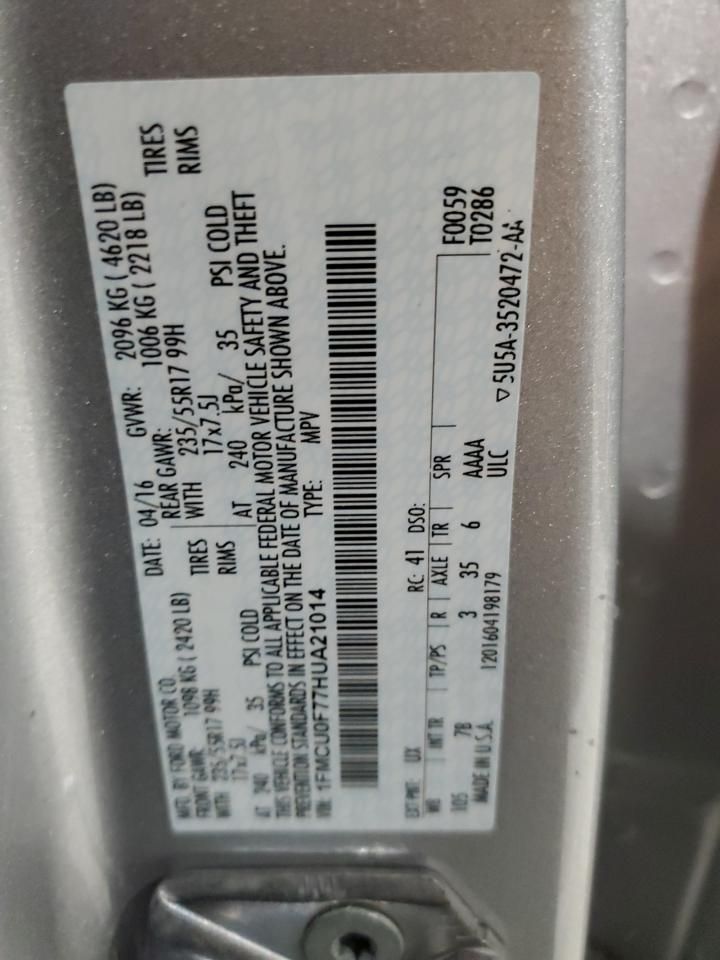 MFD. BY FORD MOTOR CO.
DATE: 04/16 GVWR: 2096 KG ( 4620 LB)
FRONT GAWR: 1098 KG ( 2420 LB) REAR GAWR: 1006 KG ( 2218 LB)
WITH 235/55R17 99H TIRES WITH 235/55R17 99H TIRES
17x7.5J RIMS 17x7.5J RIMS
AT 240 kPa/ 35 PSI COLD AT 240 kPa/ 35 PSI COLD
THIS VEHICLE CONFORMS TO ALL APPLICABLE FEDERAL MOTOR VEHICLE SAFETY AND THEFT
PREVENTION STANDARDS IN EFFECT ON THE DATE OF MANUFACTURE SHOWN ABOVE.
VIN: 1FMCU0F77HUA21014 TYPE: MPV
EXT PNT: UX RC: 41 DSO:
WB INT TR TP/PS R AXLE TR SPR F0059
105 7B 3 35 6 AAAA T0286
ULC
MADE IN U.S.A. 1201604198179 ▽5U5A-3520472-AA